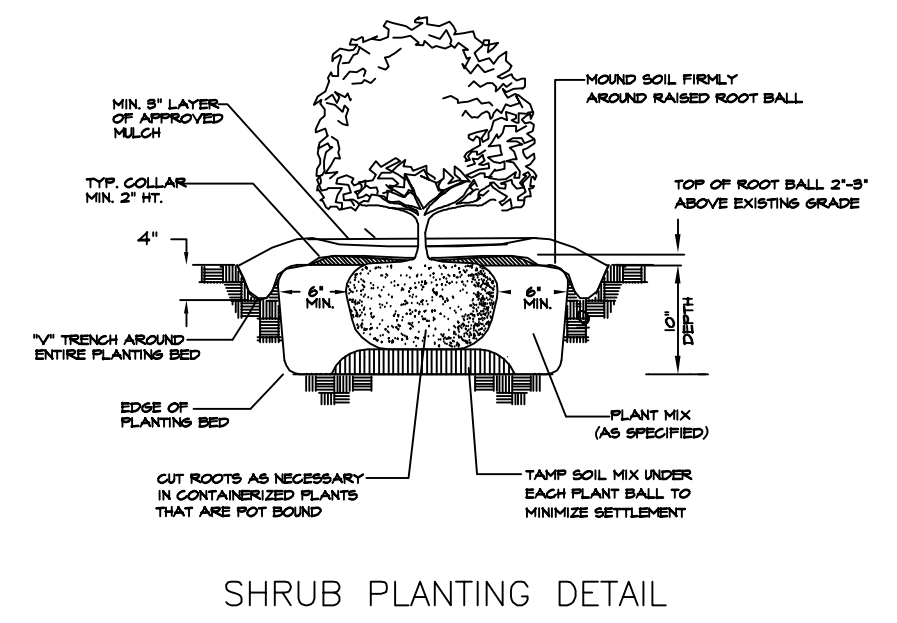 MOUND SOIL FIRMLY
AROUND RAISED ROOT BALL
MIN. 3" LAYER
OF APPROVED
MULCH
TYP. COLLAR
MIN. 2" HT.
TOP OF ROOT BALL 2"-3"
ABOVE EXISTING GRADE
4"
6"
MIN.
6"
MIN.
10"
DEPTH
"V" TRENCH AROUND
ENTIRE PLANTING BED
EDGE OF
PLANTING BED
PLANT MIX
(AS SPECIFIED)
CUT ROOTS AS NECESSARY
IN CONTAINERIZED PLANTS
THAT ARE POT BOUND
TAMP SOIL MIX UNDER
EACH PLANT BALL TO
MINIMIZE SETTLEMENT
SHRUB PLANTING DETAIL